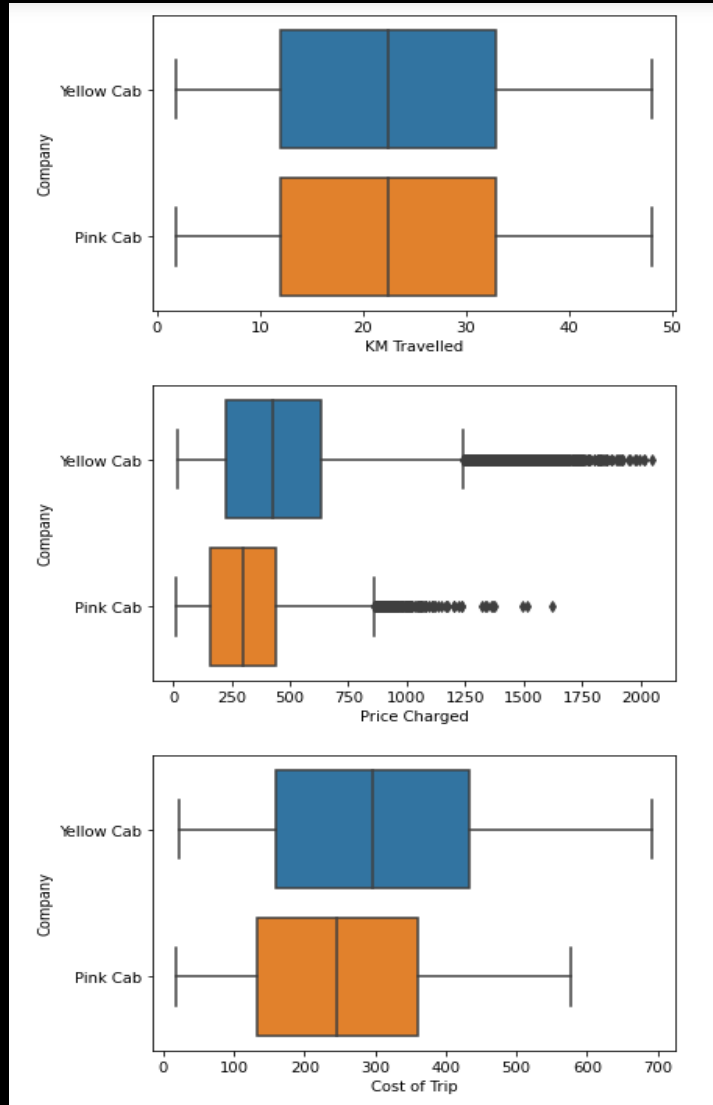 Yellow Cab
Company
Pink Cab
0 10 20 30 40 50
KM Travelled
Yellow Cab
Company
Pink Cab
0 250 500 750 1000 1250 1500 1750 2000
Price Charged
Yellow Cab
Company
Pink Cab
0 100 200 300 400 500 600 700
Cost of Trip